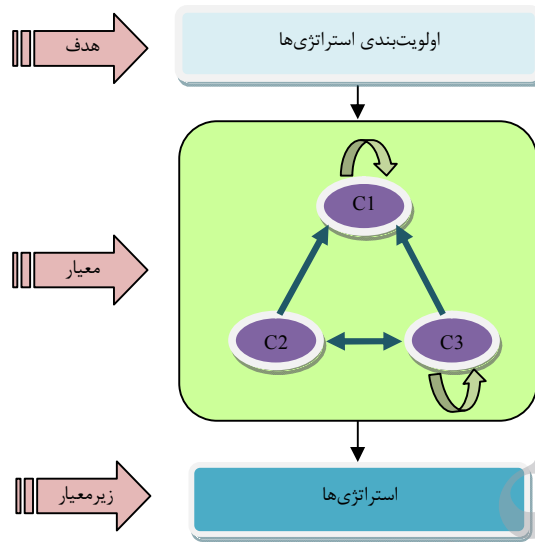 هدف
اولویت‌بندی استراتژی‌ها
معیار
C1
C2
C3
زیرمعیار
استراتژی‌ها